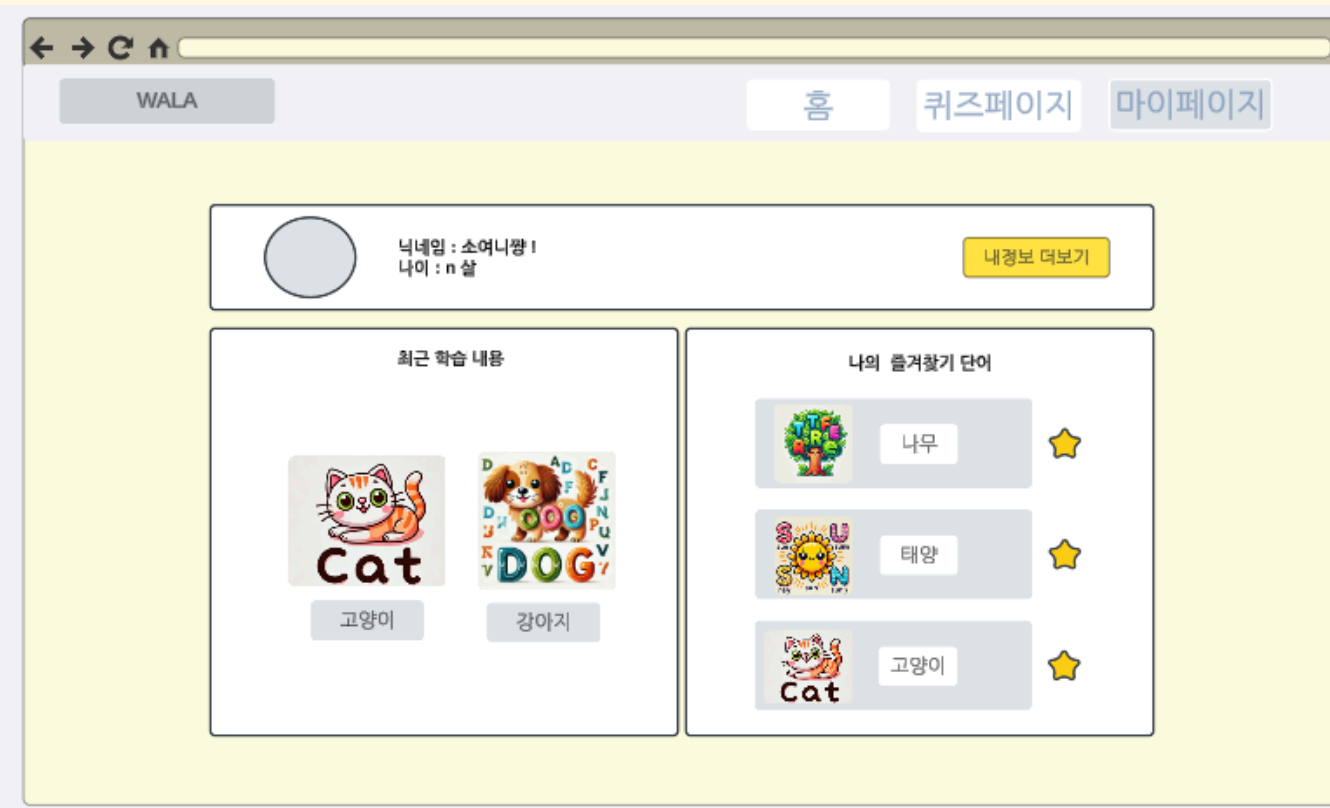 WALA
홈
퀴즈페이지
마이페이지
닉네임 : 소여니쨩 !
나이 : n 살
내정보 더보기
최근 학습 내용
나의 즐겨찾기 단어
Cat
DOG
고양이
강아지
나무
태양
Cat
고양이